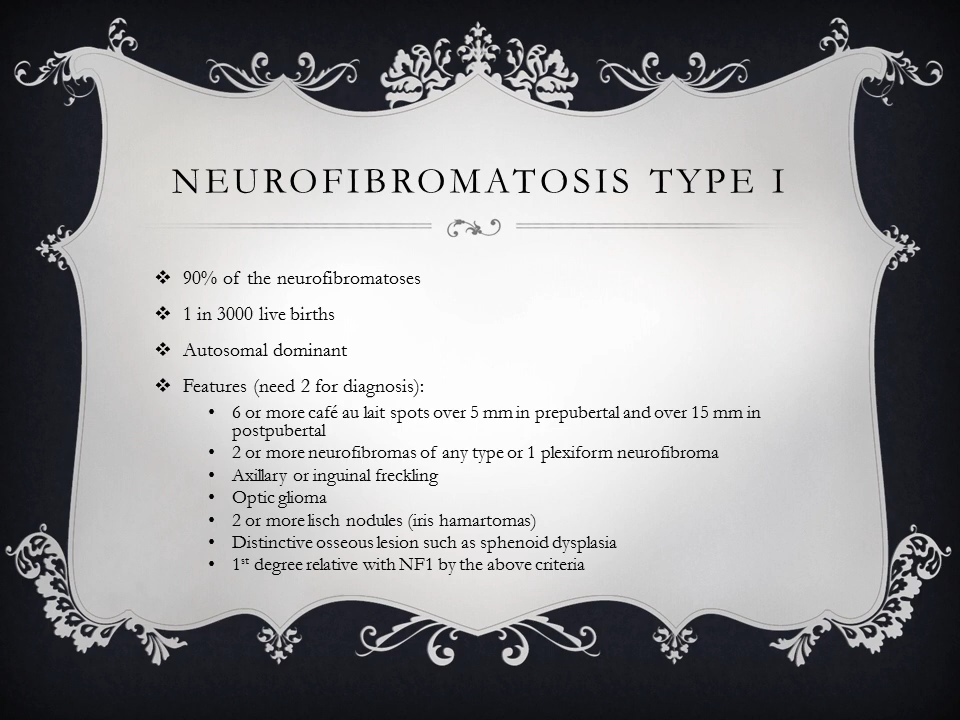 NEUROFIBROMATOSIS TYPE I
❖ 90% of the neurofibromatoses
❖ 1 in 3000 live births
❖ Autosomal dominant
❖ Features (need 2 for diagnosis):
• 6 or more café au lait spots over 5 mm in prepubertal and over 15 mm in
postpubertal
• 2 or more neurofibromas of any type or 1 plexiform neurofibroma
• Axillary or inguinal freckling
• Optic glioma
• 2 or more lisch nodules (iris hamartomas)
• Distinctive osseous lesion such as sphenoid dysplasia
• 1st degree relative with NF1 by the above criteria